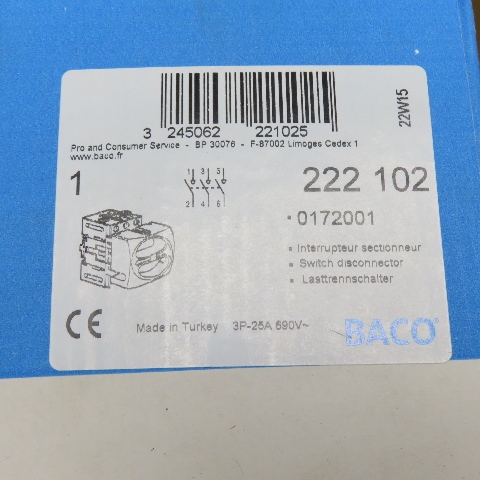 3 245062 221025
22W15
Pro and Consumer Service - BP 30076 - F-87002 Limoges Cedex 1
www.baco.fr
1
1 3 5
2 4 6
222 102
• 0172001
• Interrupteur sectionneur
• Switch disconnector
• Lasttrennschalter
CE
Made in Turkey 3P-25A 690V~
BACO